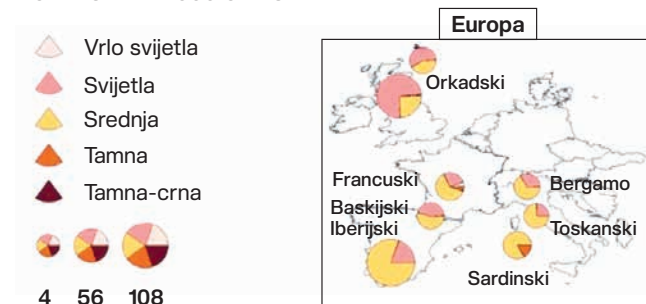 Europa
Vrlo svijetla
Svijetla
Srednja
Tamna
Tamna-crna
4 56 108
Orkadski
Francuski
Bergamo
Baskijski
Iberijski
Toskanski
Sardinski